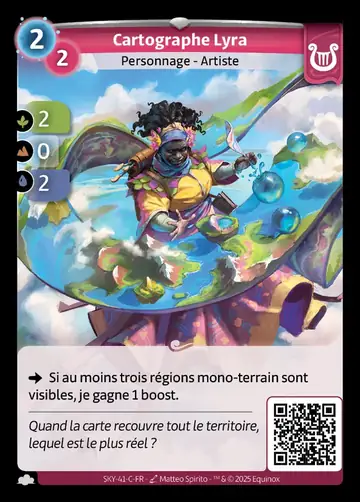 2
Cartographe Lyra
2
Personnage - Artiste
2
0
2
Si au moins trois régions mono-terrain sont
visibles, je gagne 1 boost.
Quand la carte recouvre tout le territoire,
lequel est le plus réel ?
SKY-41-C-FR - Matteo Spirito - ™ & © 2025 Equinox